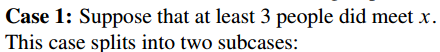 Case 1: Suppose that at least 3 people did meet x.
This case splits into two subcases: